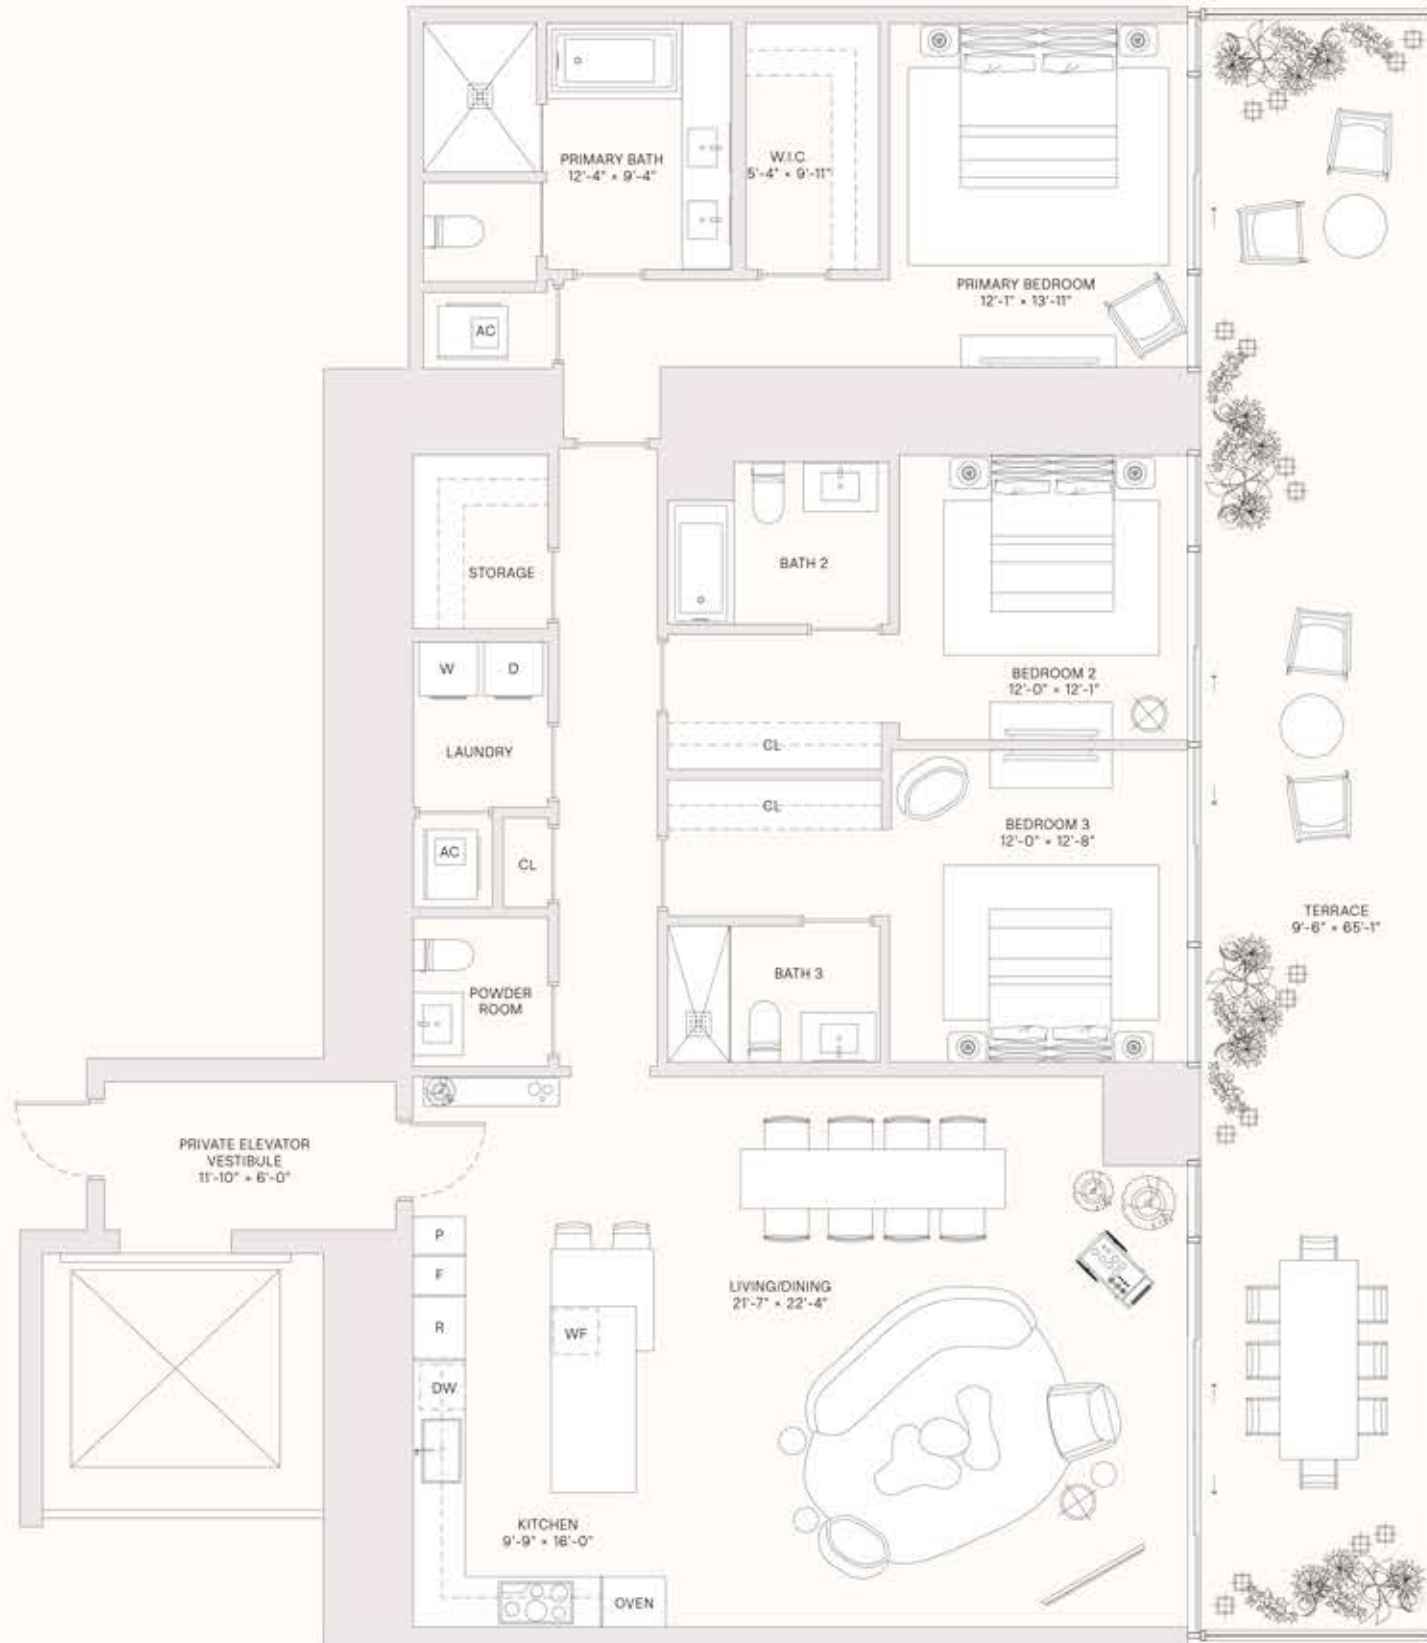 PRIMARY BATH
12'-4" × 9'-4"
W.I.C
5'-4" × 9'-11"
PRIMARY BEDROOM
12'-1" × 13'-11"
AC
STORAGE
BATH 2
W
D
BEDROOM 2
12'-0" × 12'-1"
LAUNDRY
CL
CL
BEDROOM 3
12'-0" × 12'-8"
AC
CL
TERRACE
9'-6" × 65'-1"
BATH 3
POWDER
ROOM
PRIVATE ELEVATOR
VESTIBULE
11'-10" × 6'-0"
P
F
R
LIVING/DINING
21'-7" × 22'-4"
WF
DW
KITCHEN
9'-9" × 16'-0"
OVEN